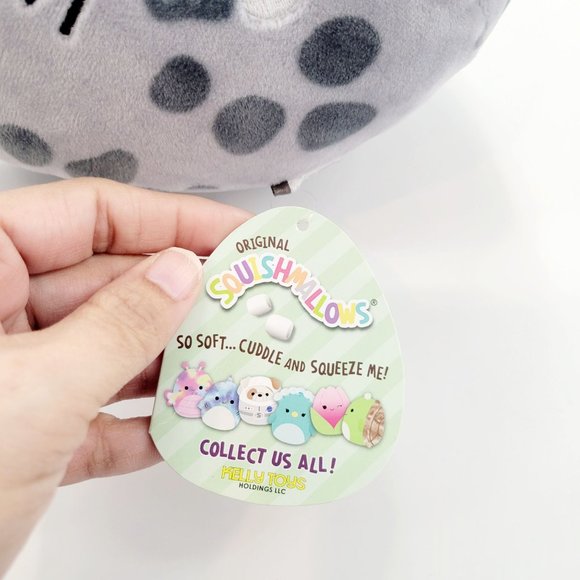 ORIGINAL
SQUISHMALLOWS®
SO SOFT... CUDDLE AND SQUEEZE ME!
COLLECT US ALL!
KELLY TOYS
HOLDINGS LLC